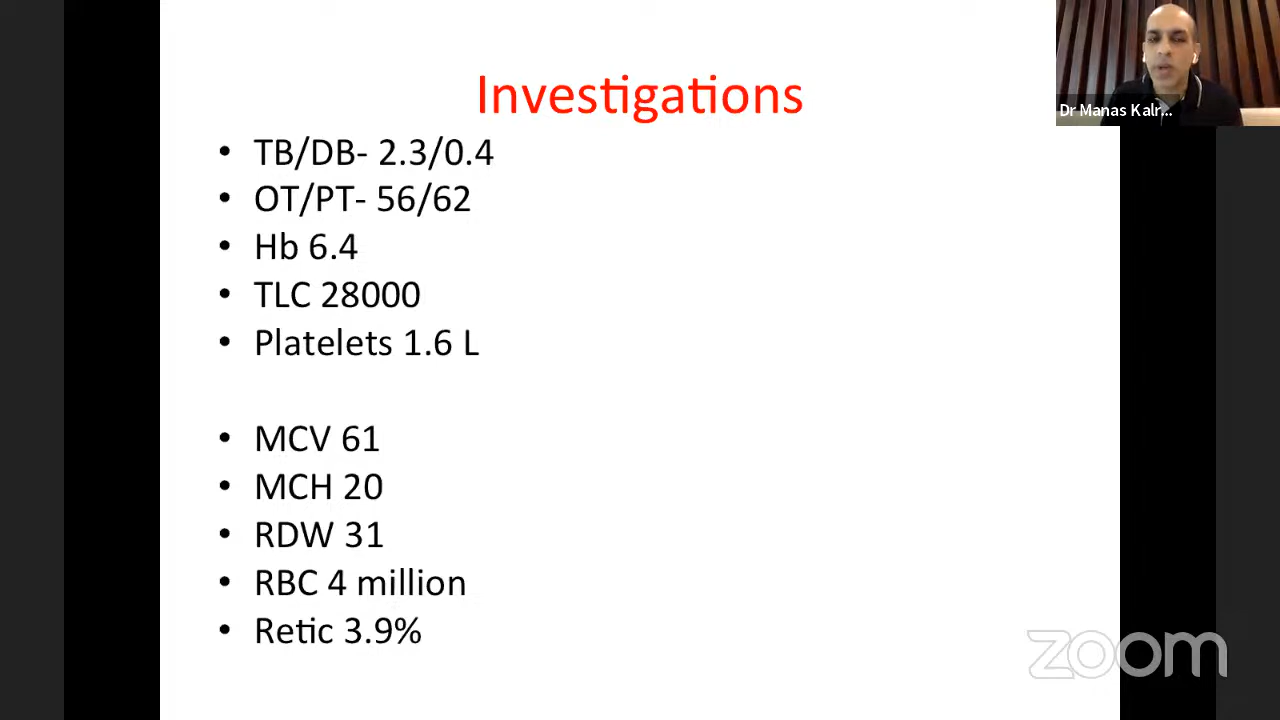 Investigations
• TB/DB- 2.3/0.4
• OT/PT- 56/62
• Hb 6.4
• TLC 28000
• Platelets 1.6 L
• MCV 61
• MCH 20
• RDW 31
• RBC 4 million
• Retic 3.9%
Dr Manas Kalr...
zoom